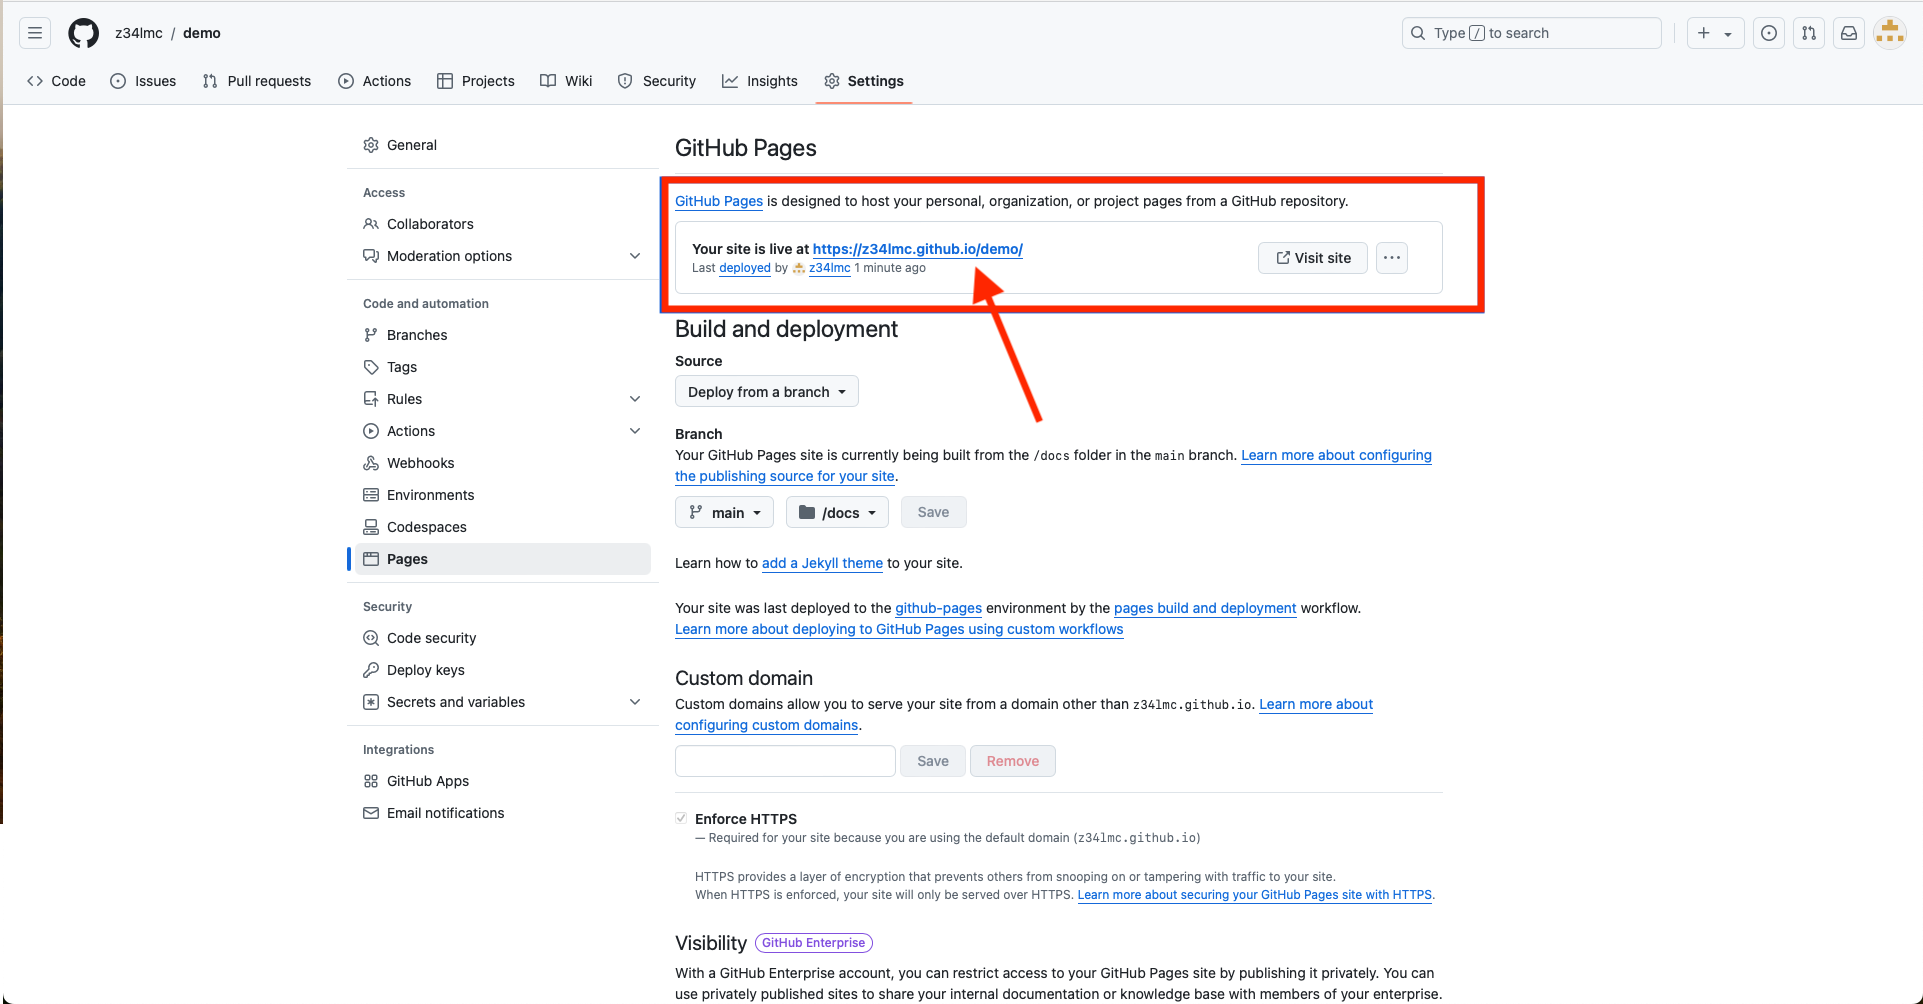 z34lmc / demo
Type / to search
Code
Issues
Pull requests
Actions
Projects
Wiki
Security
Insights
Settings
General
Access
Collaborators
Moderation options
Code and automation
Branches
Tags
Rules
Actions
Webhooks
Environments
Codespaces
Pages
Security
Code security
Deploy keys
Secrets and variables
Integrations
GitHub Apps
Email notifications
GitHub Pages
GitHub Pages is designed to host your personal, organization, or project pages from a GitHub repository.
Your site is live at https://z34lmc.github.io/demo/
Last deployed by z34lmc 1 minute ago
Visit site
Build and deployment
Source
Deploy from a branch
Branch
Your GitHub Pages site is currently being built from the /docs folder in the main branch. Learn more about configuring
the publishing source for your site.
main
/docs
Save
Learn how to add a Jekyll theme to your site.
Your site was last deployed to the github-pages environment by the pages build and deployment workflow.
Learn more about deploying to GitHub Pages using custom workflows
Custom domain
Custom domains allow you to serve your site from a domain other than z34lmc.github.io. Learn more about
configuring custom domains.
Save
Remove
Enforce HTTPS
— Required for your site because you are using the default domain (z34lmc.github.io)
HTTPS provides a layer of encryption that prevents others from snooping on or tampering with traffic to your site.
When HTTPS is enforced, your site will only be served over HTTPS. Learn more about securing your GitHub Pages site with HTTPS.
Visibility GitHub Enterprise
With a GitHub Enterprise account, you can restrict access to your GitHub Pages site by publishing it privately. You can
use privately published sites to share your internal documentation or knowledge base with members of your enterprise.